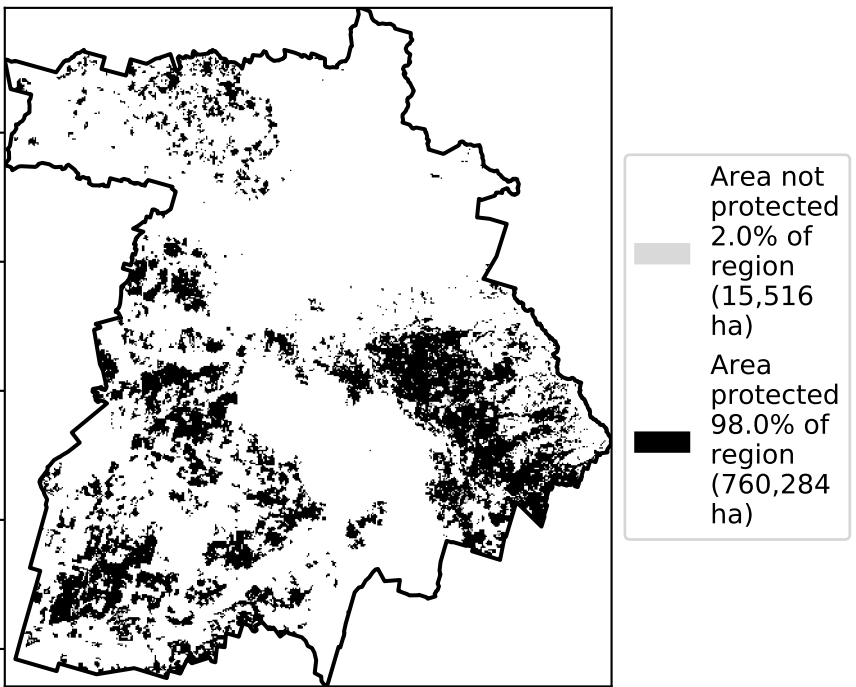 Area not
protected
2.0% of
region
(15,516
ha)
Area
protected
98.0% of
region
(760,284
ha)